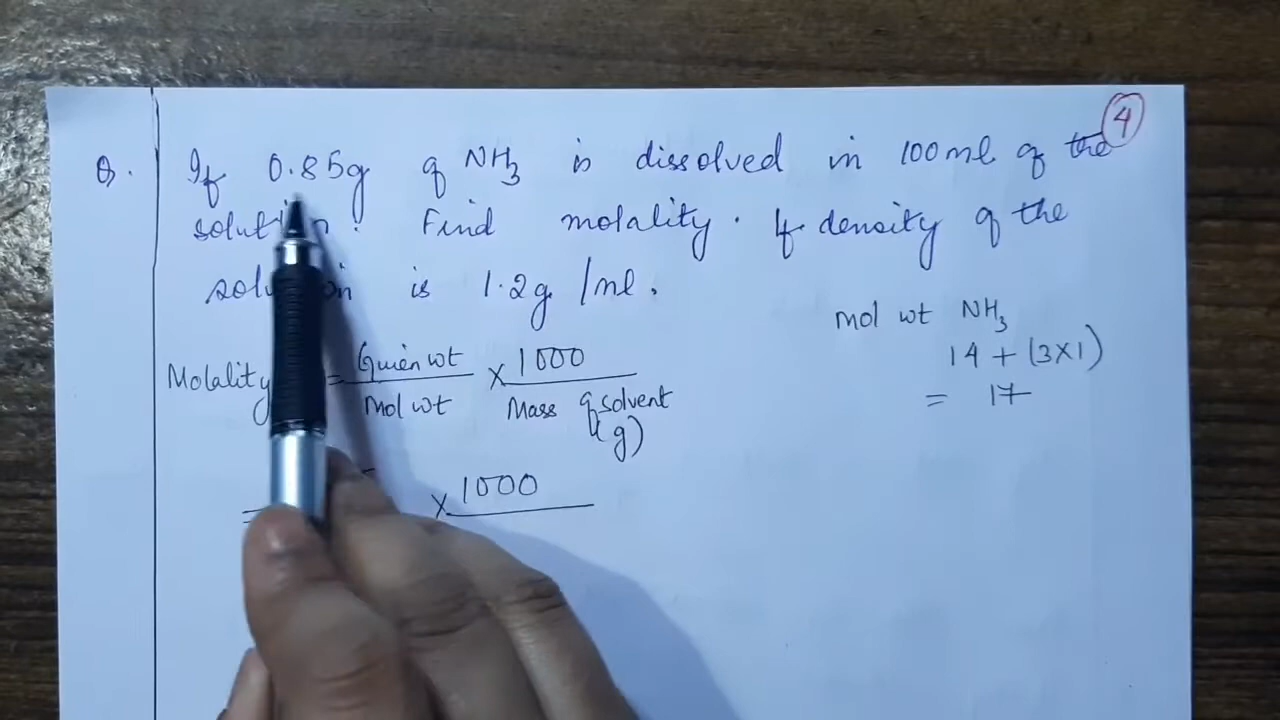 4
Q. If 0.85g of NH3 is dissolved in 100ml of the
solution. Find molality. If density of the
solution is 1.2g /ml.
mol wt NH3
14 + (3×1)
= 17
Molality = Given wt / Mol wt × 1000 / Mass of solvent (g)
= × 1000